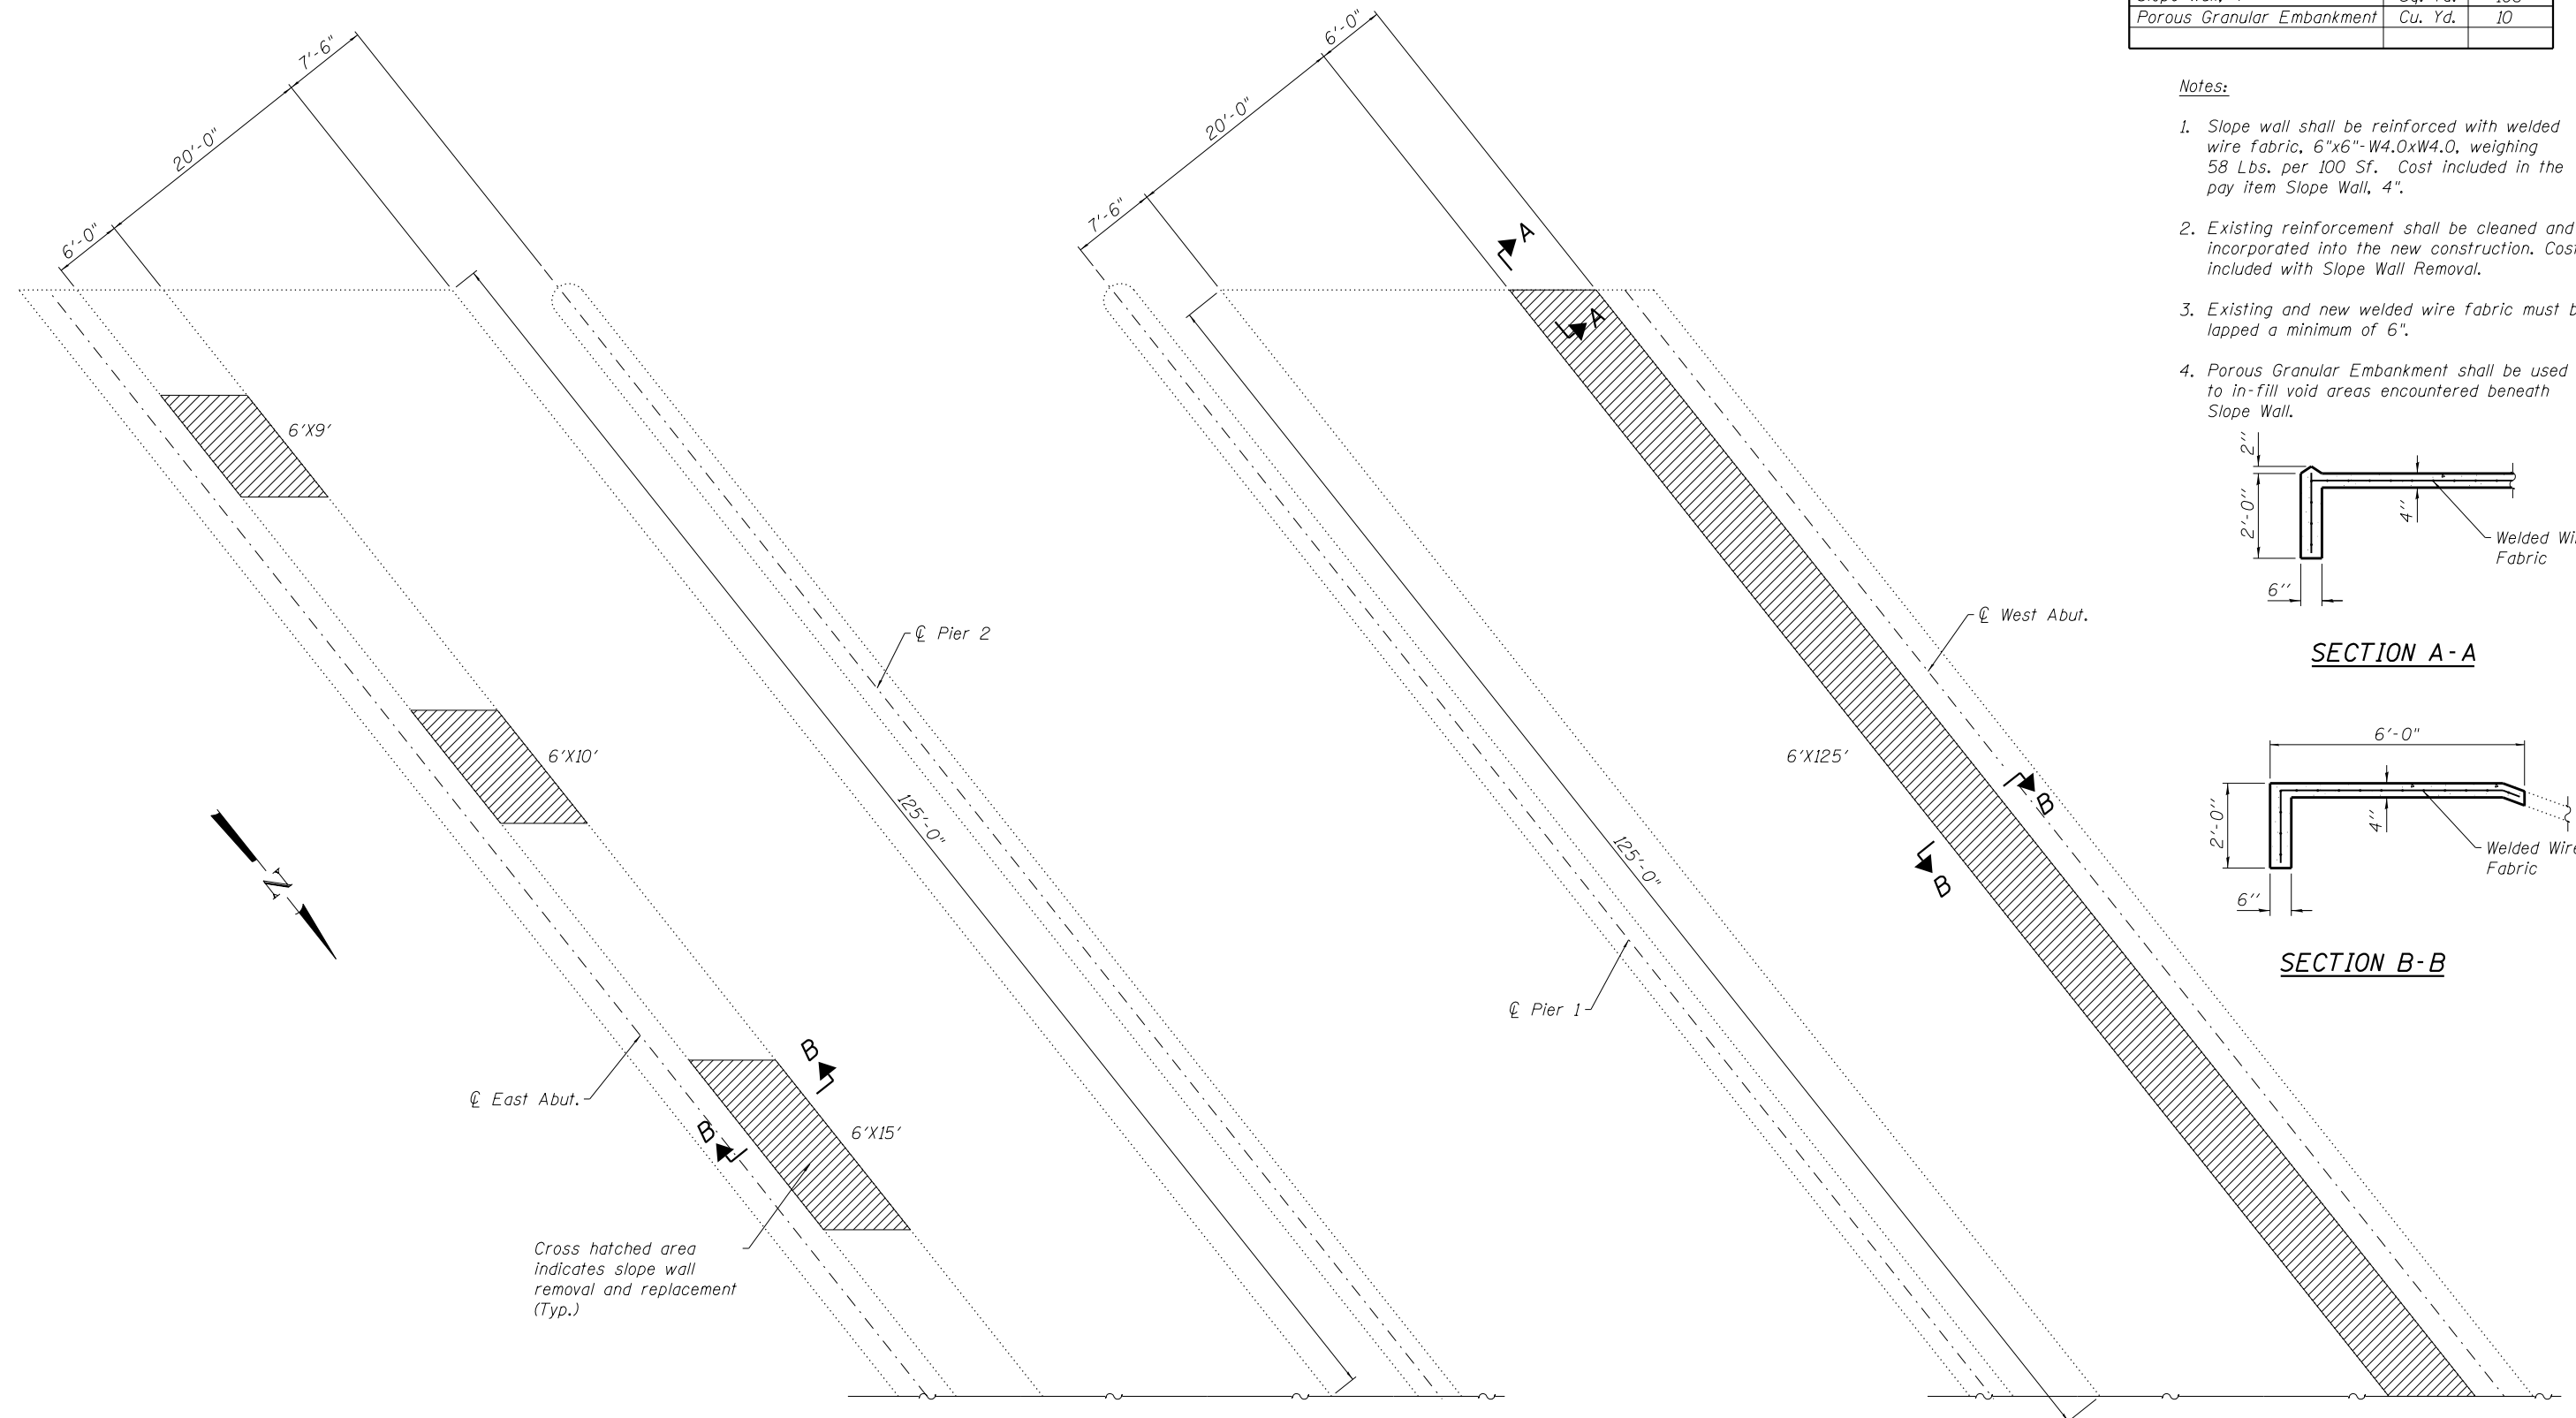 Porous Granular Embankment Cu. Yd. 10
Notes:
1. Slope wall shall be reinforced with welded
wire fabric, 6"x6"-W4.0xW4.0, weighing
58 Lbs. per 100 Sf. Cost included in the
pay item Slope Wall, 4".
2. Existing reinforcement shall be cleaned and
incorporated into the new construction. Cost
included with Slope Wall Removal.
3. Existing and new welded wire fabric must
lapped a minimum of 6".
4. Porous Granular Embankment shall be used
to in-fill void areas encountered beneath
Slope Wall.
6'-0"
20'-0"
7'-6"
7'-6"
20'-0"
6'-0"
A
A
6'X9'
6'X10'
6'X15'
℄ Pier 2
125'-0"
N
℄ East Abut.
B
B
Cross hatched area
indicates slope wall
removal and replacement
(Typ.)
℄ West Abut.
6'X125'
125'-0"
B
B
℄ Pier 1
2''
2'-0''
4''
6''
Welded
Fabric
SECTION A-A
6'-0"
2'-0''
4''
6''
Welded Wire
Fabric
SECTION B-B